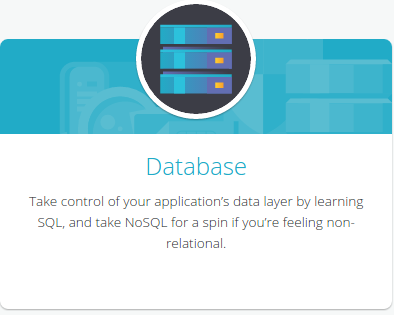 Database
Take control of your application’s data layer by learning
SQL, and take NoSQL for a spin if you’re feeling non-
relational.